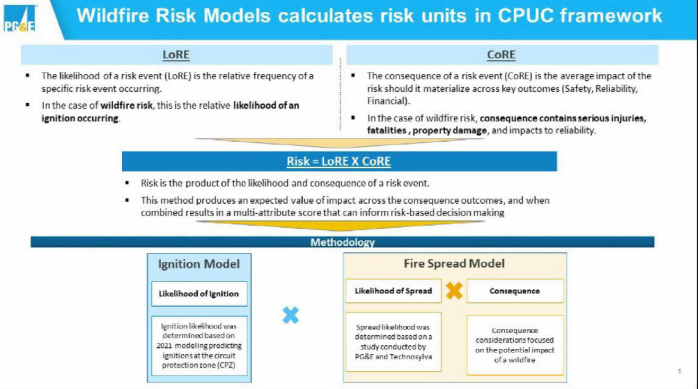 PG&E
Wildfire Risk Models calculates risk units in CPUC framework
LoRE
▪ The likelihood of a risk event (LoRE) is the relative frequency of a
specific risk event occurring.
▪ In the case of wildfire risk, this is the relative likelihood of an
ignition occurring.
CoRE
▪ The consequence of a risk event (CoRE) is the average impact of the
risk should it materialize across key outcomes (Safety, Reliability,
Financial).
▪ In the case of wildfire risk, consequence contains serious injuries,
fatalities, property damage, and impacts to reliability.
Risk = LoRE X CoRE
▪ Risk is the product of the likelihood and consequence of a risk event.
▪ This method produces an expected value of impact across the consequence outcomes, and when
combined results in a multi-attribute score that can inform risk-based decision making
Methodology
Ignition Model
Likelihood of Ignition
Ignition likelihood was
determined based on
2021 modeling predicting
ignitions at the circuit
protection zone (CPZ)
Fire Spread Model
Likelihood of Spread
Spread likelihood was
determined based on a
study conducted by
PG&E and Technosylva
Consequence
Consequence
considerations focused
on the potential impact
of a wildfire